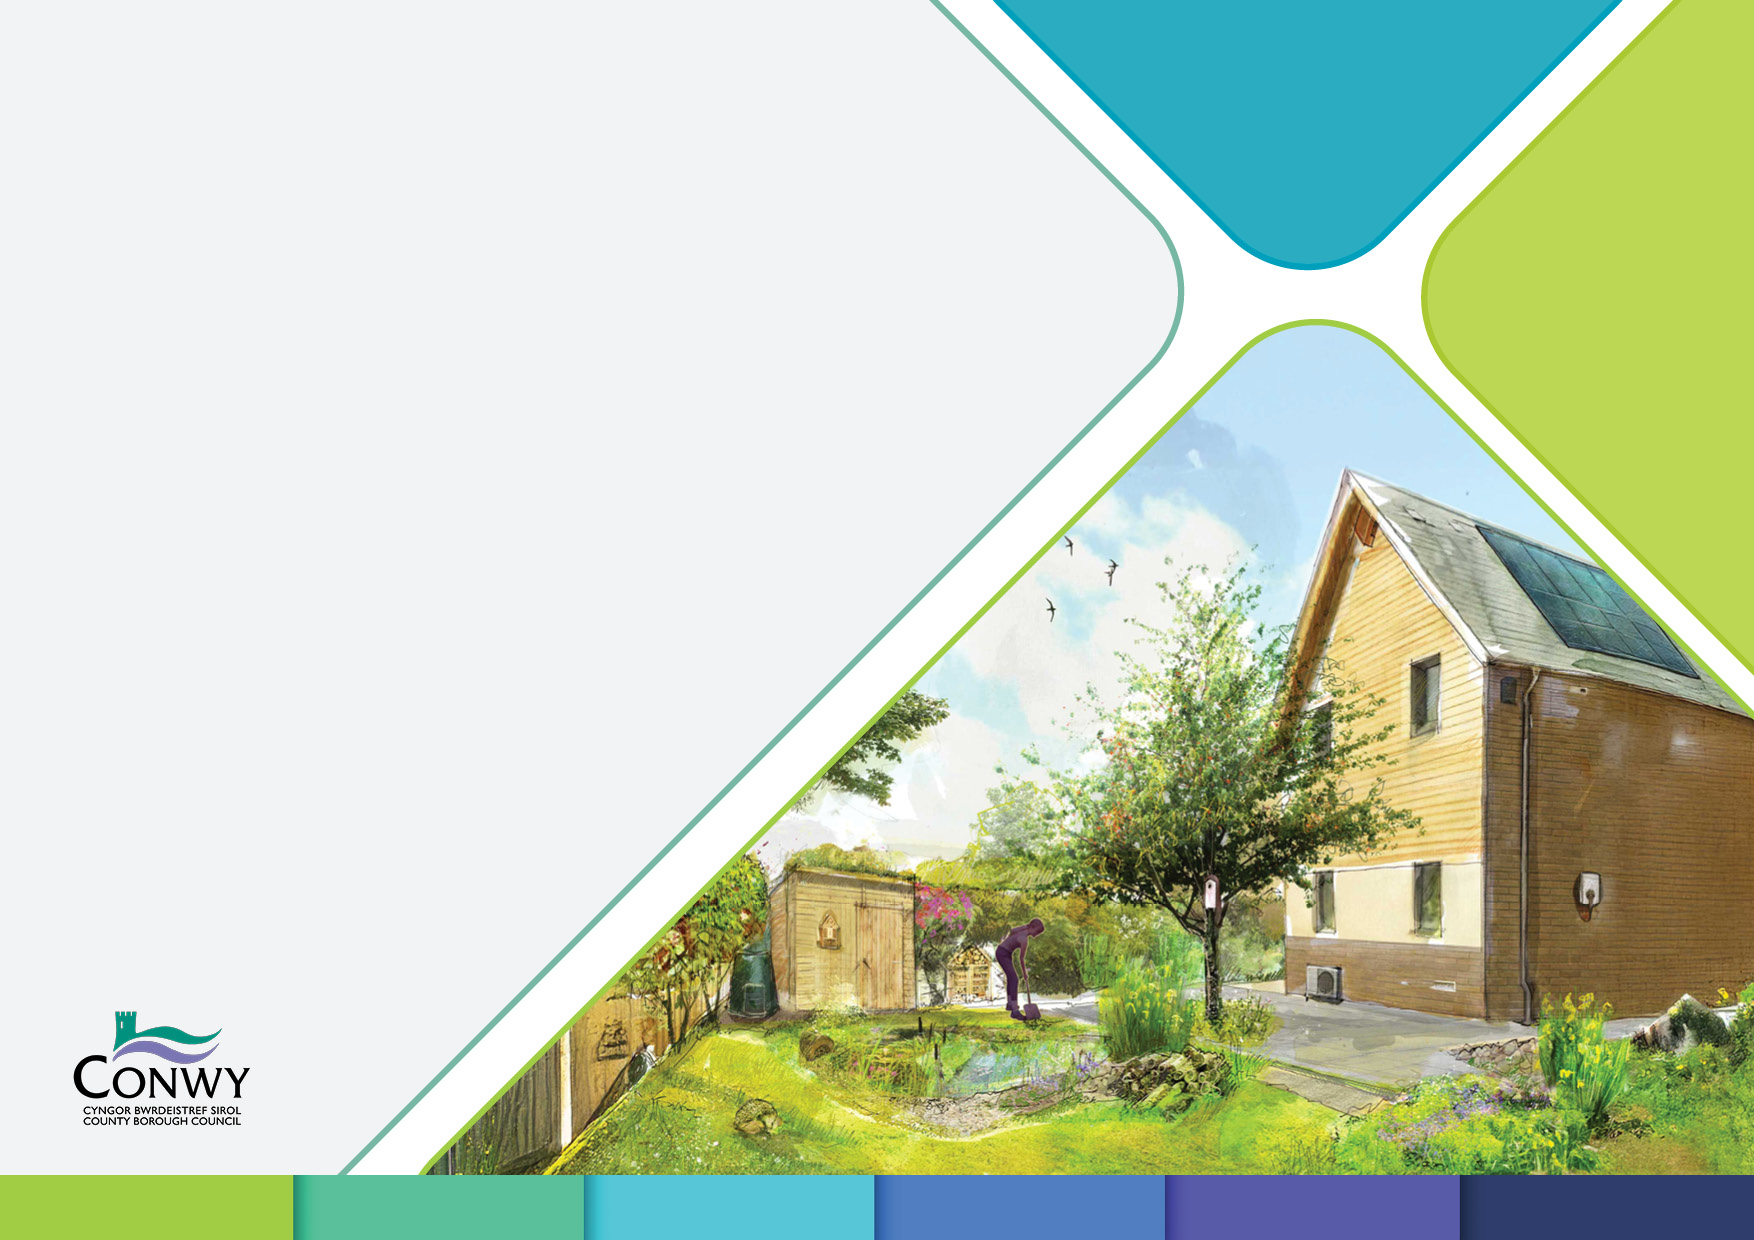 CONWY
CYNGOR BWRDEISTREF SIROL
COUNTY BOROUGH COUNCIL